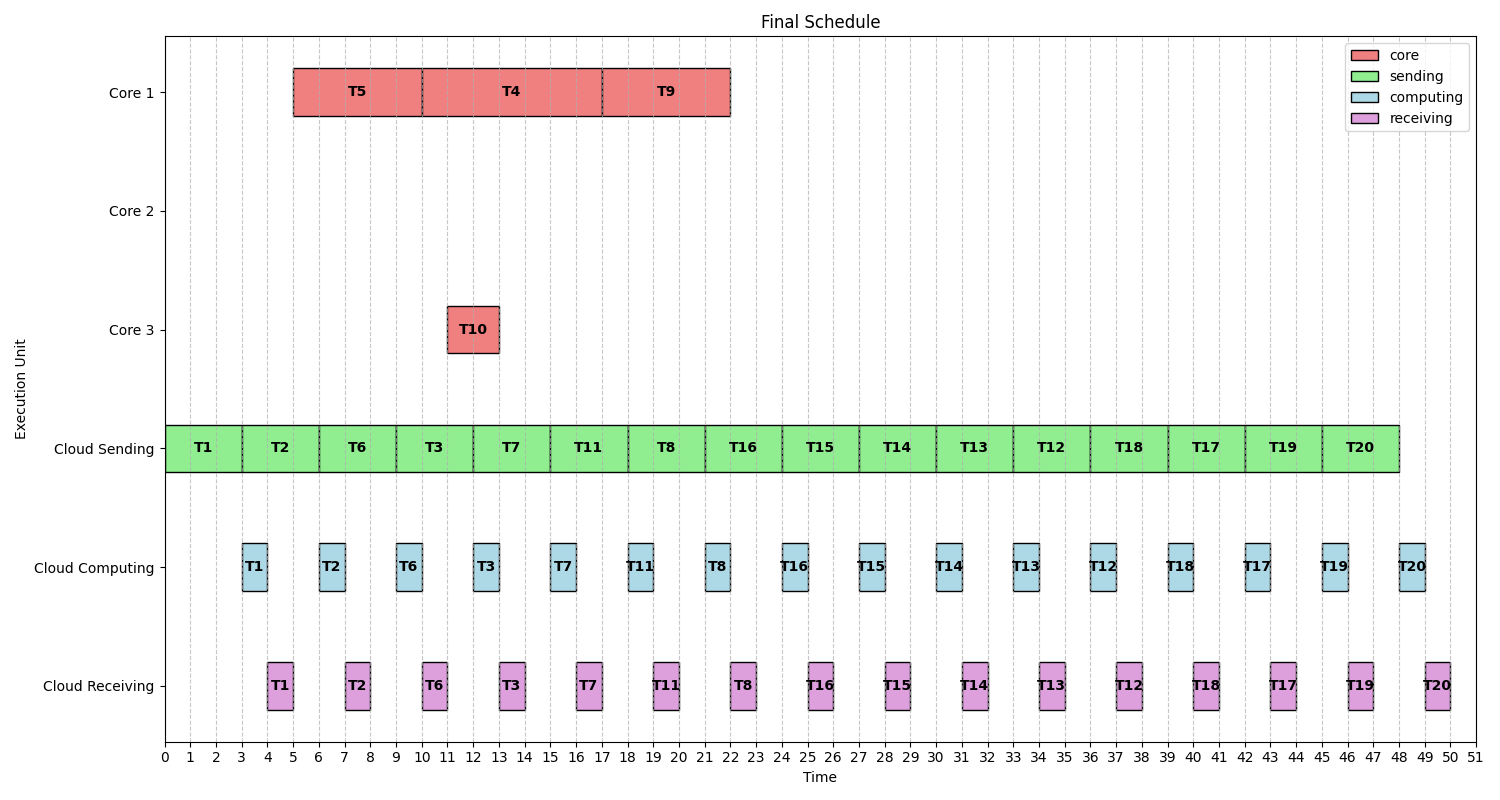 Final Schedule
core
sending
computing
receiving
Execution Unit
Core 1
T5 T4 T9
Core 2
Core 3
T10
Cloud Sending
T1 T2 T6 T3 T7 T11 T8 T16 T15 T14 T13 T12 T18 T17 T19 T20
Cloud Computing
T1 T2 T6 T3 T7 T11 T8 T16 T15 T14 T13 T12 T18 T17 T19 T20
Cloud Receiving
T1 T2 T6 T3 T7 T11 T8 T16 T15 T14 T13 T12 T18 T17 T19 T20
0 1 2 3 4 5 6 7 8 9 10 11 12 13 14 15 16 17 18 19 20 21 22 23 24 25 26 27 28 29 30 31 32 33 34 35 36 37 38 39 40 41 42 43 44 45 46 47 48 49 50 51
Time